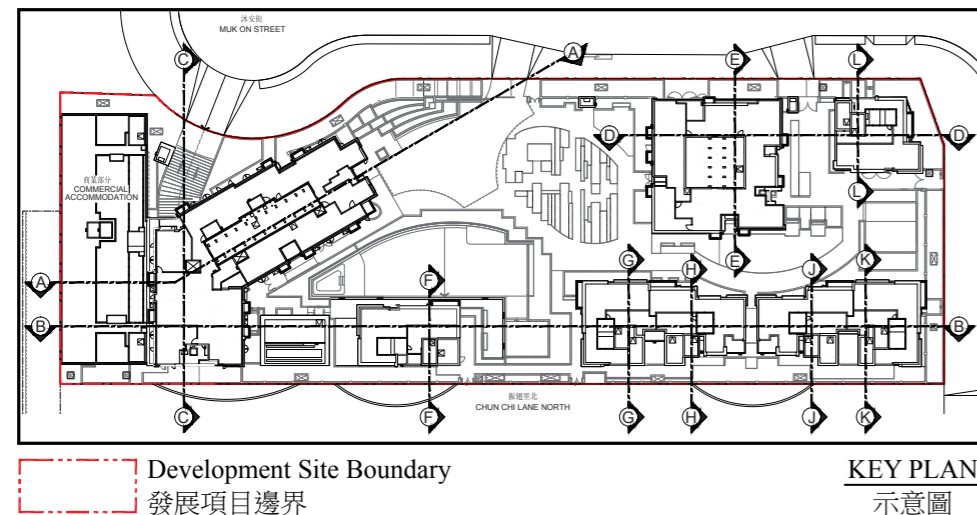 沐安街
MUK ON STREET
C
A
E
L
D
D
商業部分
COMMERCIAL
ACCOMMODATION
L
A
F
E
G
H
J
K
B
B
C
F
G
H
J
K
振遲里北
CHUN CHI LANE NORTH
Development Site Boundary
發展項目邊界
KEY PLAN
示意圖